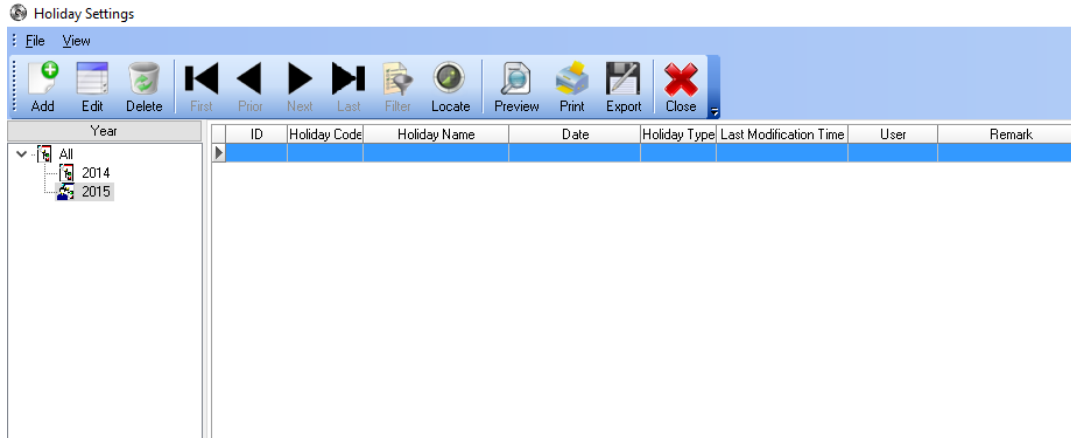 Holiday Settings
File View
Add Edit Delete First Prior Next Last Filter Locate Preview Print Export Close
Year ID Holiday Code Holiday Name Date Holiday Type Last Modification Time User Remark
All
2014
2015